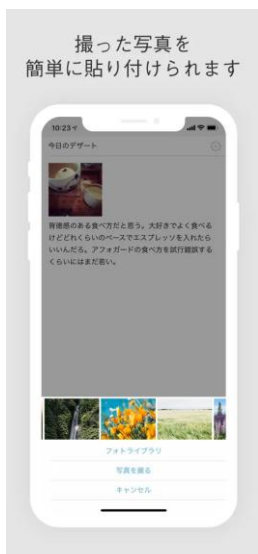 撮った写真を
簡単に貼り付けられます
10:23
今日のデザート
背徳感のある食べ方だと思う。大好きでよく食べる
けどどれくらいのペースでエスプレッソを入れたら
いいんだろ。アフォガードの食べ方を試行錯誤する
くらいにはまだ若い。
フォトライブラリ
写真を撮る
キャンセル